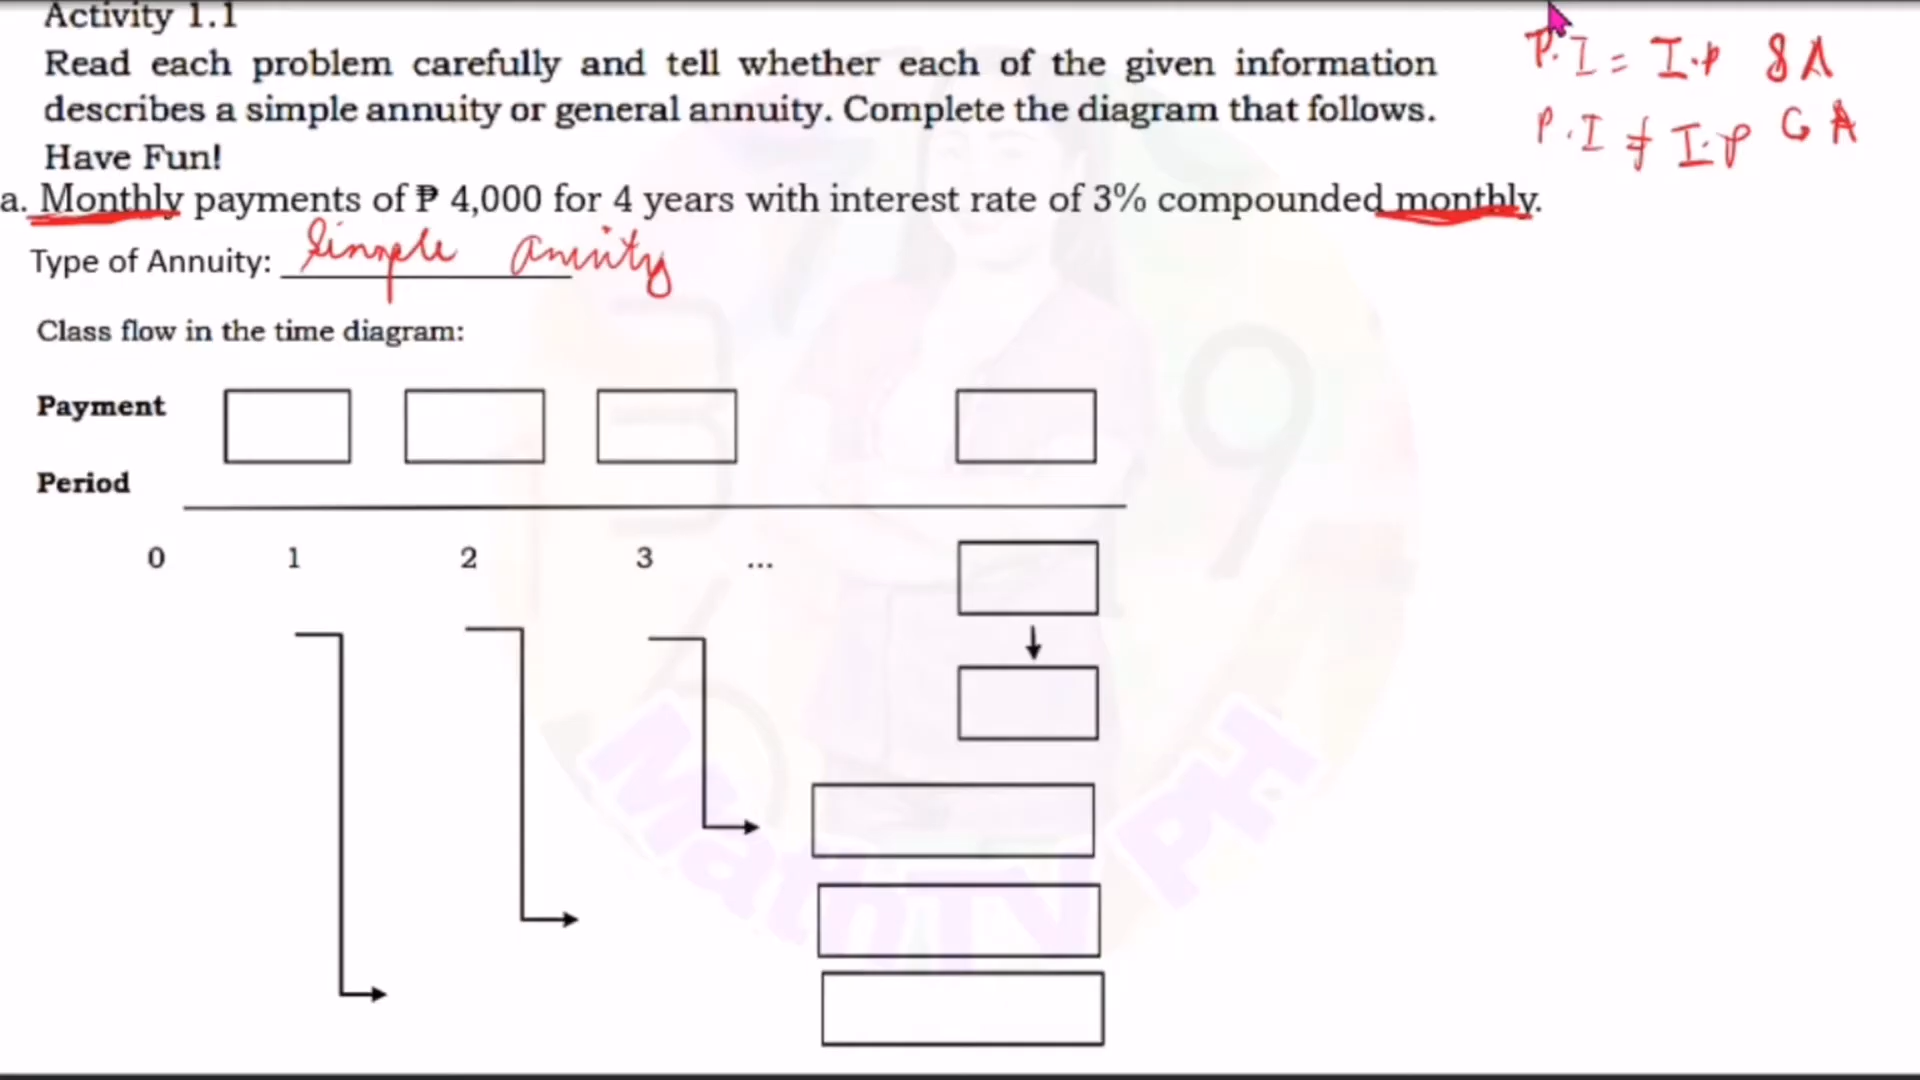 Activity 1.1
P.I = I.P SA
Read each problem carefully and tell whether each of the given information
describes a simple annuity or general annuity. Complete the diagram that follows.
P.I ≠ I.P GA
Have Fun!
a. Monthly payments of ₱ 4,000 for 4 years with interest rate of 3% compounded monthly.
Type of Annuity: Simple annuity
Class flow in the time diagram:
Payment
Period
0 1 2 3 ...
MathTV PH